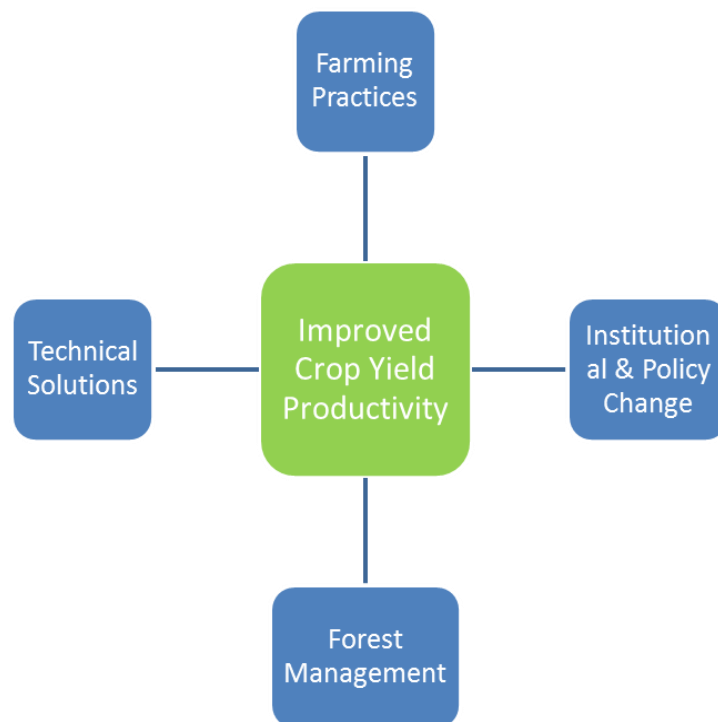 Farming
Practices
Technical
Solutions
Improved
Crop Yield
Productivity
Institution
al & Policy
Change
Forest
Management